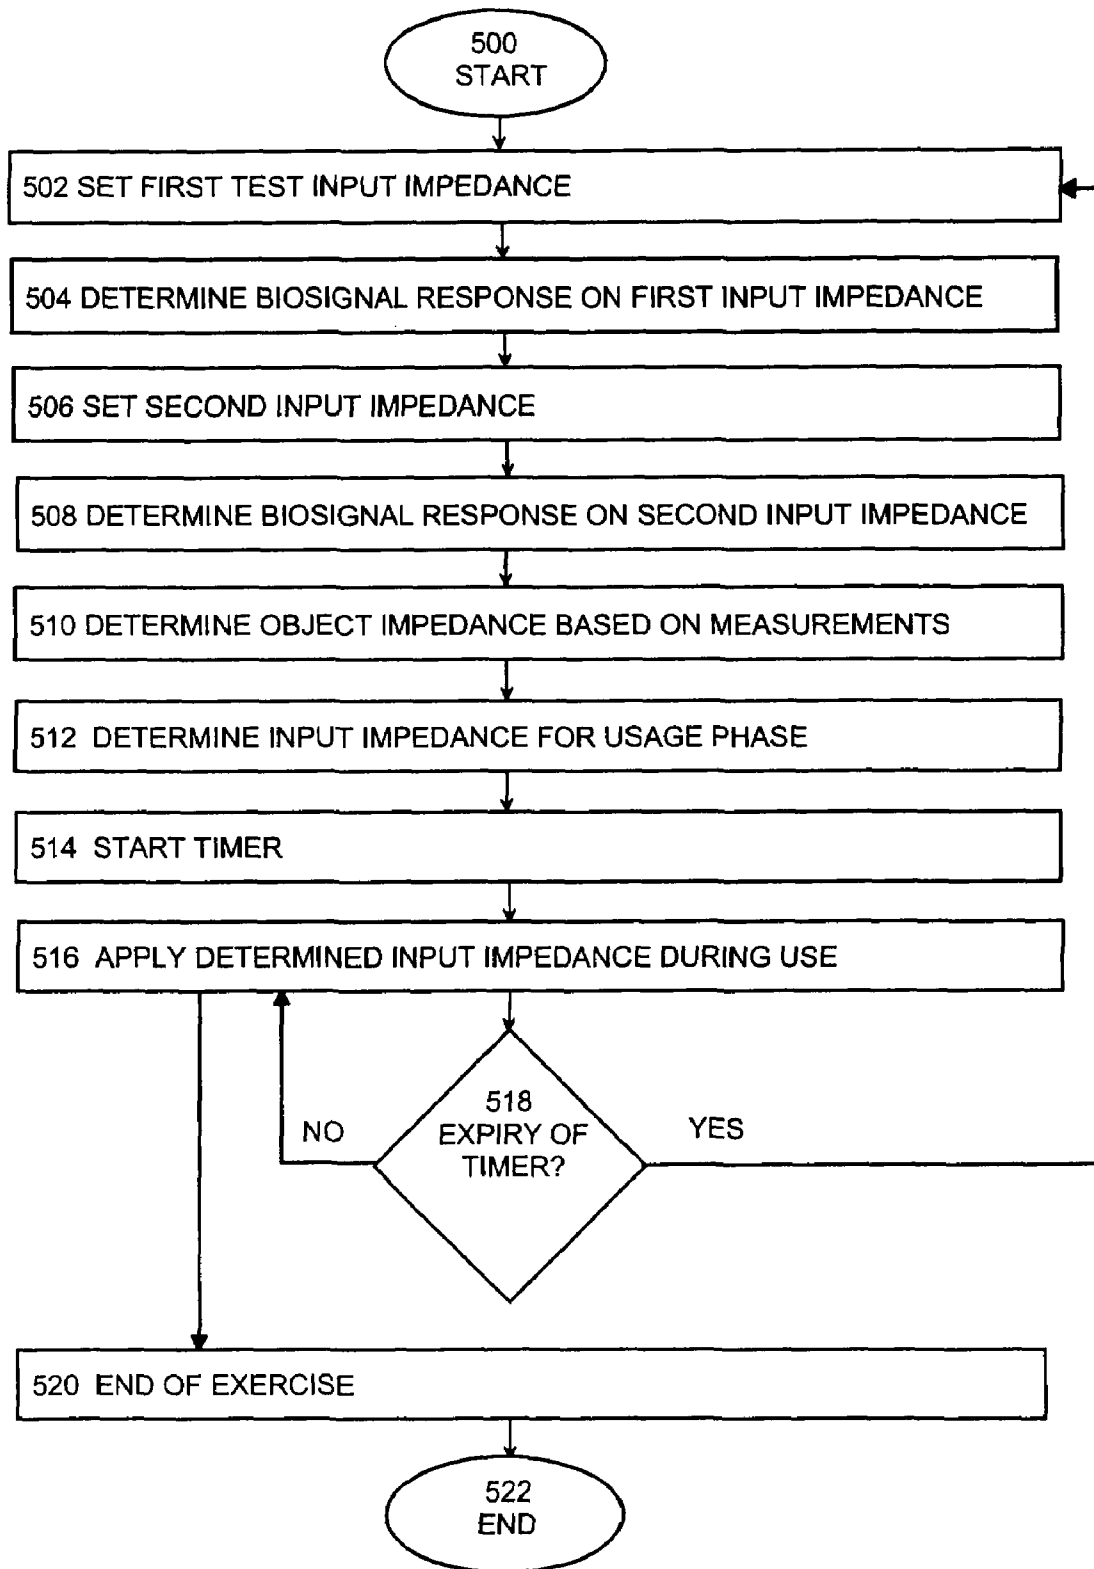 500
START
502 SET FIRST TEST INPUT IMPEDANCE
504 DETERMINE BIOSIGNAL RESPONSE ON FIRST INPUT IMPEDANCE
506 SET SECOND INPUT IMPEDANCE
508 DETERMINE BIOSIGNAL RESPONSE ON SECOND INPUT IMPEDANCE
510 DETERMINE OBJECT IMPEDANCE BASED ON MEASUREMENTS
512 DETERMINE INPUT IMPEDANCE FOR USAGE PHASE
514 START TIMER
516 APPLY DETERMINED INPUT IMPEDANCE DURING USE
518
EXPIRY OF
TIMER?
NO
YES
520 END OF EXERCISE
522
END